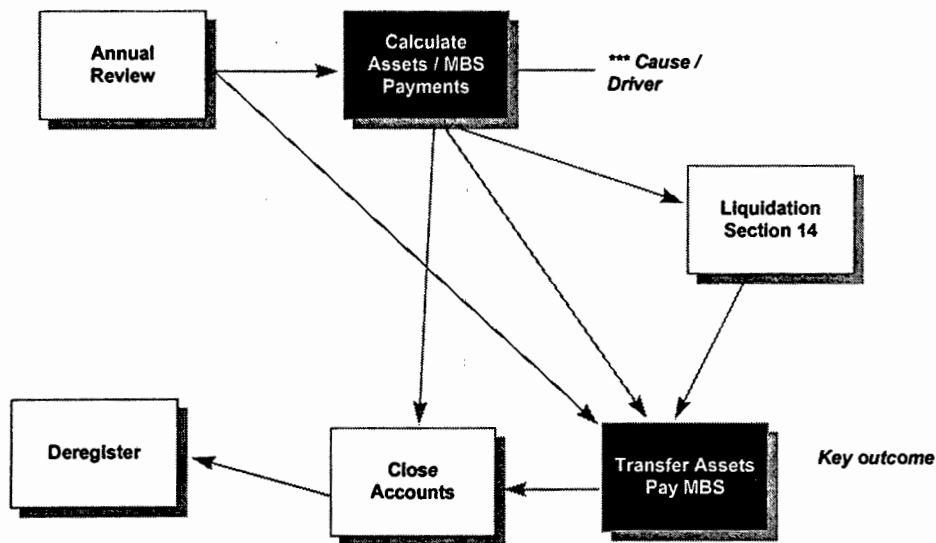 Annual
Review
Calculate
Assets / MBS
Payments
*** Cause /
Driver
Liquidation
Section 14
Deregister
Close
Accounts
Transfer Assets
Pay MBS
Key outcome